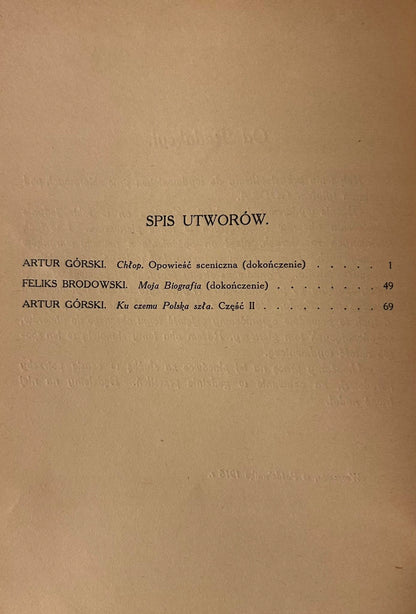 SPIS UTWORÓW.
ARTUR GÓRSKI. Chłop. Opowieść sceniczna (dokończenie) . . . . . 1
FELIKS BRODOWSKI. Moja Biografia (dokończenie) . . . . . . . 49
ARTUR GÓRSKI. Ku czemu Polska szła. Część II . . . . . . . . 69